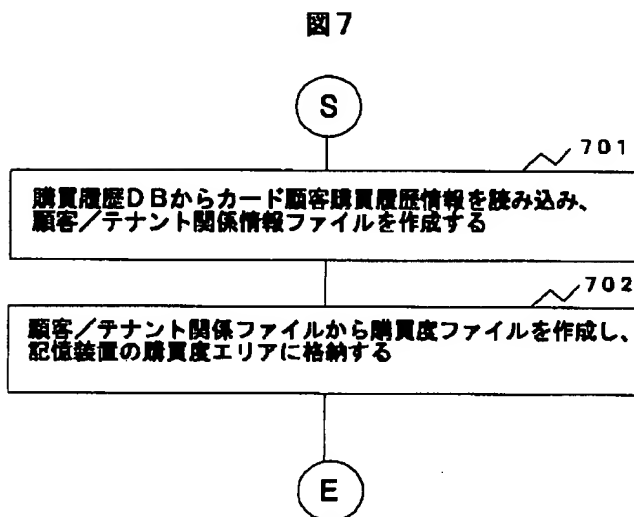 図7
S
701
購買履歴DBからカード顧客購買履歴情報を読み込み、
顧客/テナント関係情報ファイルを作成する
702
顧客/テナント関係ファイルから購買度ファイルを作成し、
記憶装置の購買度エリアに格納する
E